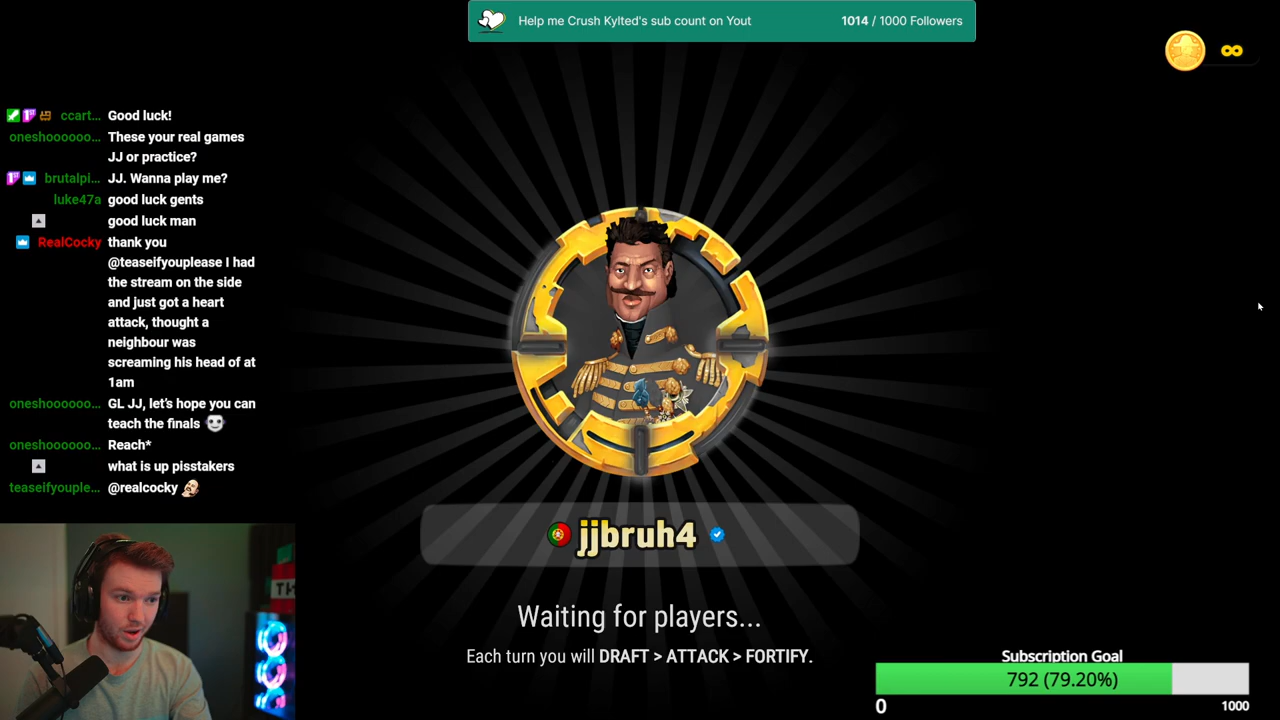 Help me Crush Kylted's sub count on Yout 1014 / 1000 Followers
∞
ccart... Good luck!
oneshoooooo... These your real games
JJ or practice?
brutalpi... JJ. Wanna play me?
luke47a good luck gents
good luck man
RealCocky thank you
@teaseifyouplease I had
the stream on the side
and just got a heart
attack, thought a
neighbour was
screaming his head of at
1am
oneshoooooo... GL JJ, let's hope you can
teach the finals
oneshoooooo... Reach*
what is up pisstakers
teaseifyouple... @realcocky
jjbruh4
Waiting for players...
Each turn you will DRAFT > ATTACK > FORTIFY.
Subscription Goal
792 (79.20%)
0 1000